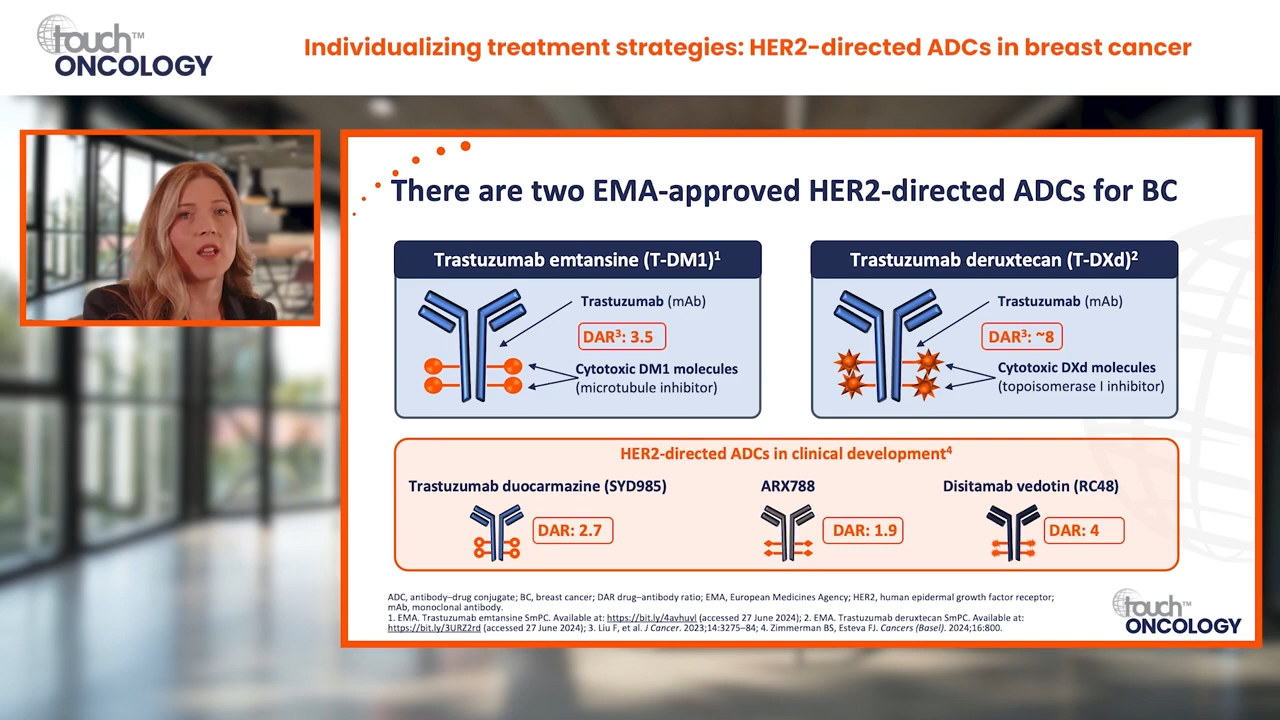 touch™
ONCOLOGY
Individualizing treatment strategies: HER2-directed ADCs in breast cancer
There are two EMA-approved HER2-directed ADCs for BC
Trastuzumab emtansine (T-DM1)¹
Trastuzumab (mAb)
DAR³: 3.5
Cytotoxic DM1 molecules
(microtubule inhibitor)
Trastuzumab deruxtecan (T-DXd)²
Trastuzumab (mAb)
DAR³: ~8
Cytotoxic DXd molecules
(topoisomerase I inhibitor)
HER2-directed ADCs in clinical development⁴
Trastuzumab duocarmazine (SYD985)
DAR: 2.7
ARX788
DAR: 1.9
Disitamab vedotin (RC48)
DAR: 4
ADC, antibody–drug conjugate; BC, breast cancer; DAR drug–antibody ratio; EMA, European Medicines Agency; HER2, human epidermal growth factor receptor;
mAb, monoclonal antibody.
1. EMA. Trastuzumab emtansine SmPC. Available at: https://bit.ly/4avhuvl (accessed 27 June 2024); 2. EMA. Trastuzumab deruxtecan SmPC. Available at:
https://bit.ly/3URZ2rd (accessed 27 June 2024); 3. Liu F, et al. J Cancer. 2023;14:3275–84; 4. Zimmerman BS, Esteva FJ. Cancers (Basel). 2024;16:800.
touch™
ONCOLOGY